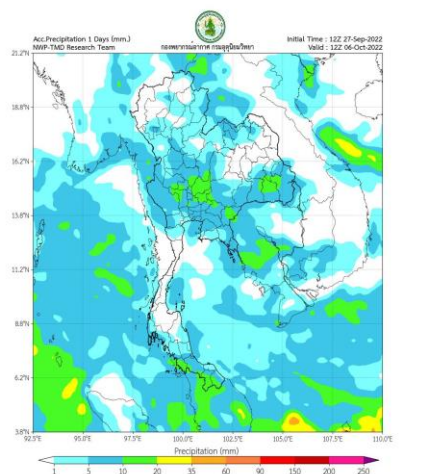 Acc.Precipitation 1 Days (mm.)
NWP-TMD Research Team
กองพยากรณ์อากาศ กรมอุตุนิยมวิทยา
Initial Time : 12Z 27-Sep-2022
Valid : 12Z 06-Oct-2022
21.2°N
18.8°N
16.2°N
13.8°N
11.2°N
8.8°N
6.2°N
3.8°N
92.5°E 95.0°E 97.5°E 100.0°E 102.5°E 105.0°E 107.5°E 110.0°E
Precipitation (mm)
1 5 10 20 35 60 90 150 200 250